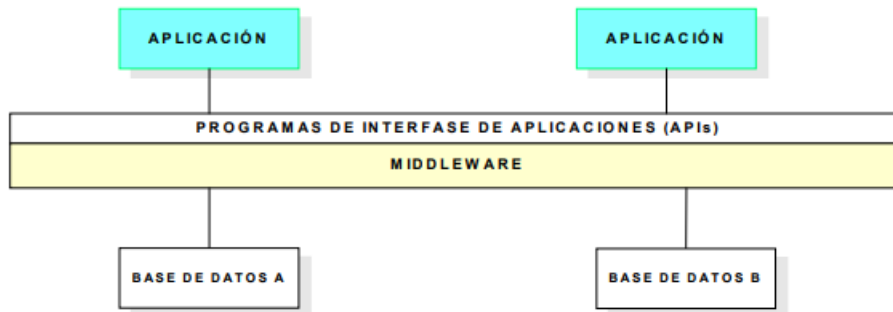 APLICACIÓN
APLICACIÓN
PROGRAMAS DE INTERFASE DE APLICACIONES (APIs)
MIDDLEWARE
BASE DE DATOS A
BASE DE DATOS B